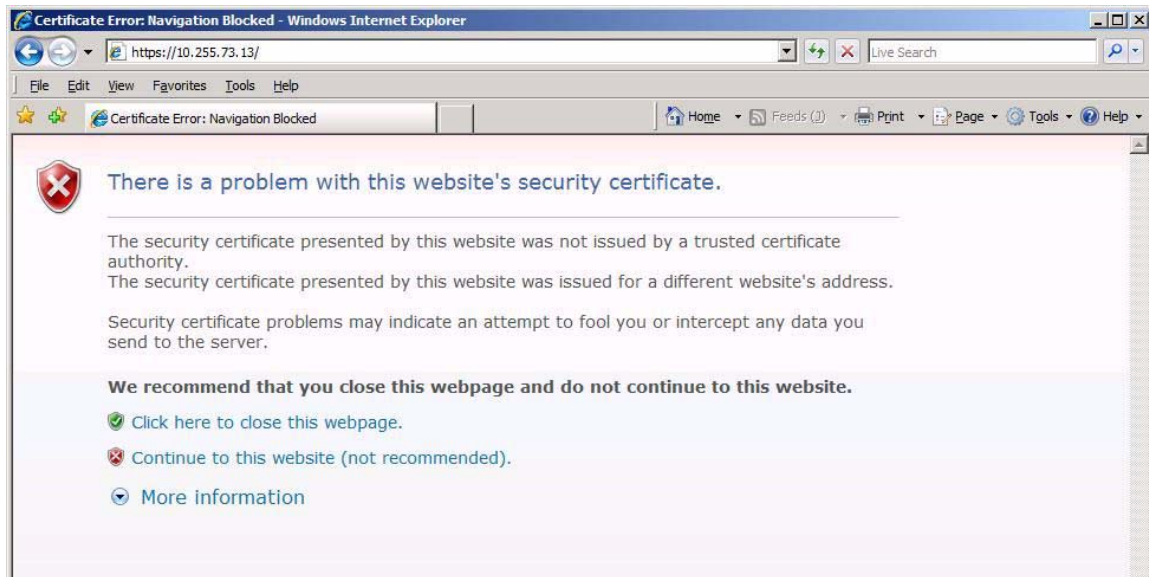 Certificate Error: Navigation Blocked - Windows Internet Explorer
https://10.255.73.13/
Live Search
File Edit View Favorites Tools Help
Certificate Error: Navigation Blocked
Home Feeds (J) Print Page Tools Help
There is a problem with this website's security certificate.
The security certificate presented by this website was not issued by a trusted certificate
authority.
The security certificate presented by this website was issued for a different website's address.
Security certificate problems may indicate an attempt to fool you or intercept any data you
send to the server.
We recommend that you close this webpage and do not continue to this website.
Click here to close this webpage.
Continue to this website (not recommended).
More information